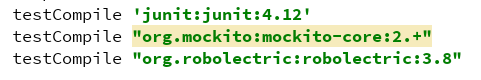 testCompile 'junit:junit:4.12'
testCompile "org.mockito:mockito-core:2.+"
testCompile "org.robolectric:robolectric:3.8"